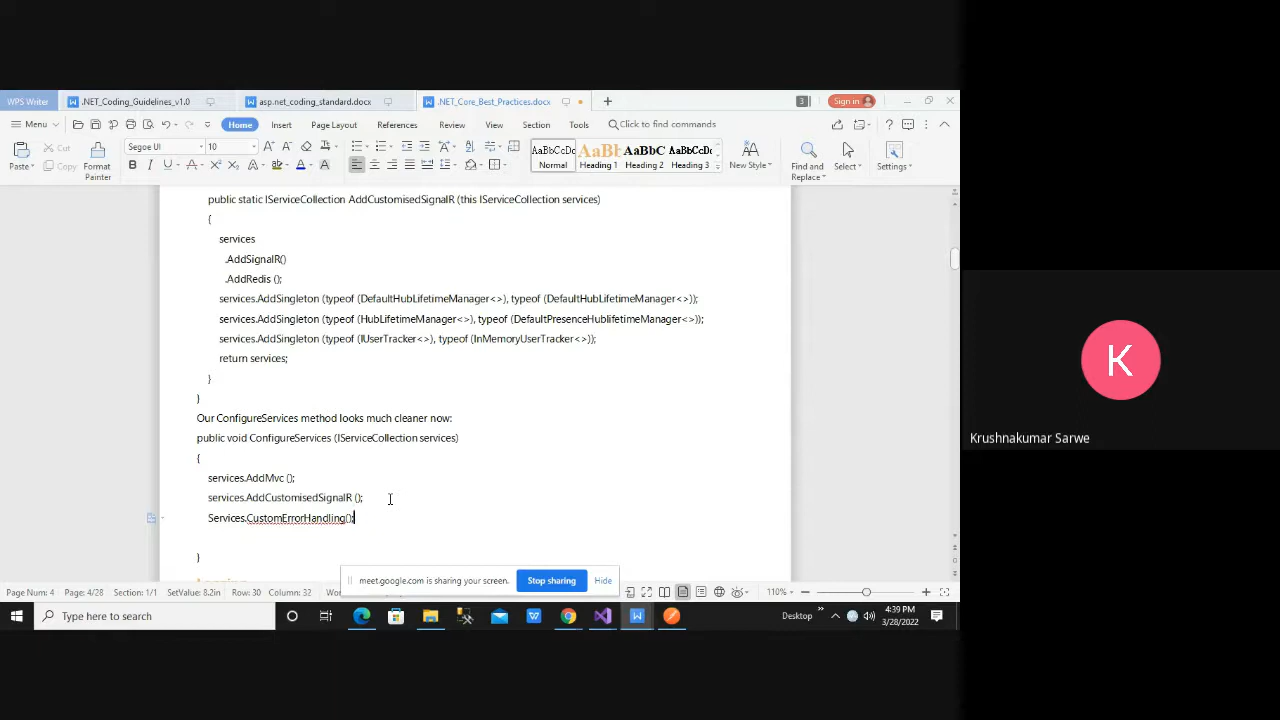 WPS Writer .NET_Coding_Guidelines_v1.0 asp.net_coding_standard.docx .NET_Core_Best_Practices.docx + 3 Sign in
Menu Home Insert Page Layout References Review View Section Tools Click to find commands
Segoe UI 10
Paste Cut Copy Format Painter
B I U A
AaBbCcDc AaBb AaBbC AaBbCcDc
Normal Heading 1 Heading 2 Heading 3 New Style Find and Replace Select Settings
public static IServiceCollection AddCustomisedSignalR (this IServiceCollection services)
{
services
.AddSignalR()
.AddRedis ();
services.AddSingleton (typeof (DefaultHubLifetimeManager<>), typeof (DefaultHubLifetimeManager<>));
services.AddSingleton (typeof (HubLifetimeManager<>), typeof (DefaultPresenceHublifetimeManager<>));
services.AddSingleton (typeof (IUserTracker<>), typeof (InMemoryUserTracker<>));
return services;
}
}
Our ConfigureServices method looks much cleaner now:
public void ConfigureServices (IServiceCollection services)
{
services.AddMvc ();
services.AddCustomisedSignalR ();
Services.CustomErrorHandling();
}
meet.google.com is sharing your screen. Stop sharing Hide
Page Num: 4 Page: 4/28 Section: 1/1 SetValue: 8.2in Row: 30 Column: 32 110%
Type here to search Desktop 4:39 PM
3/28/2022
K
Krushnakumar Sarwe